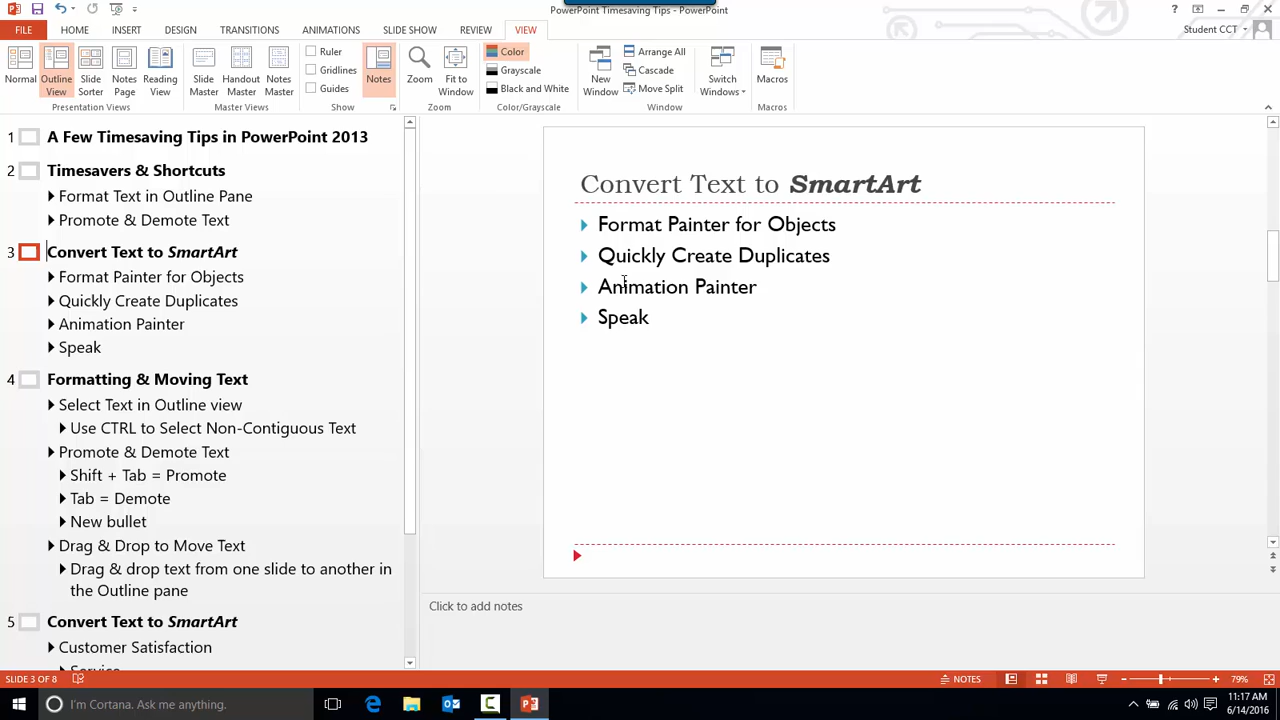 PowerPoint Timesaving Tips - PowerPoint
FILE HOME INSERT DESIGN TRANSITIONS ANIMATIONS SLIDE SHOW REVIEW VIEW Student CCT
Normal Outline View Slide Sorter Notes Page Reading View
Presentation Views
Slide Master Handout Master Notes Master
Master Views
Ruler
Gridlines
Guides
Show
Notes
Zoom Fit to Window
Zoom
Color
Grayscale
Black and White
Color/Grayscale
New Window
Arrange All
Cascade
Move Split
Switch Windows
Window
Macros
Macros
1 A Few Timesaving Tips in PowerPoint 2013
2 Timesavers & Shortcuts
Format Text in Outline Pane
Promote & Demote Text
3 Convert Text to SmartArt
Format Painter for Objects
Quickly Create Duplicates
Animation Painter
Speak
4 Formatting & Moving Text
Select Text in Outline view
Use CTRL to Select Non-Contiguous Text
Promote & Demote Text
Shift + Tab = Promote
Tab = Demote
New bullet
Drag & Drop to Move Text
Drag & drop text from one slide to another in
the Outline pane
5 Convert Text to SmartArt
Customer Satisfaction
Service
Convert Text to SmartArt
Format Painter for Objects
Quickly Create Duplicates
Animation Painter
Speak
Click to add notes
SLIDE 3 OF 8
NOTES
79%
I'm Cortana. Ask me anything.
11:17 AM
6/14/2016